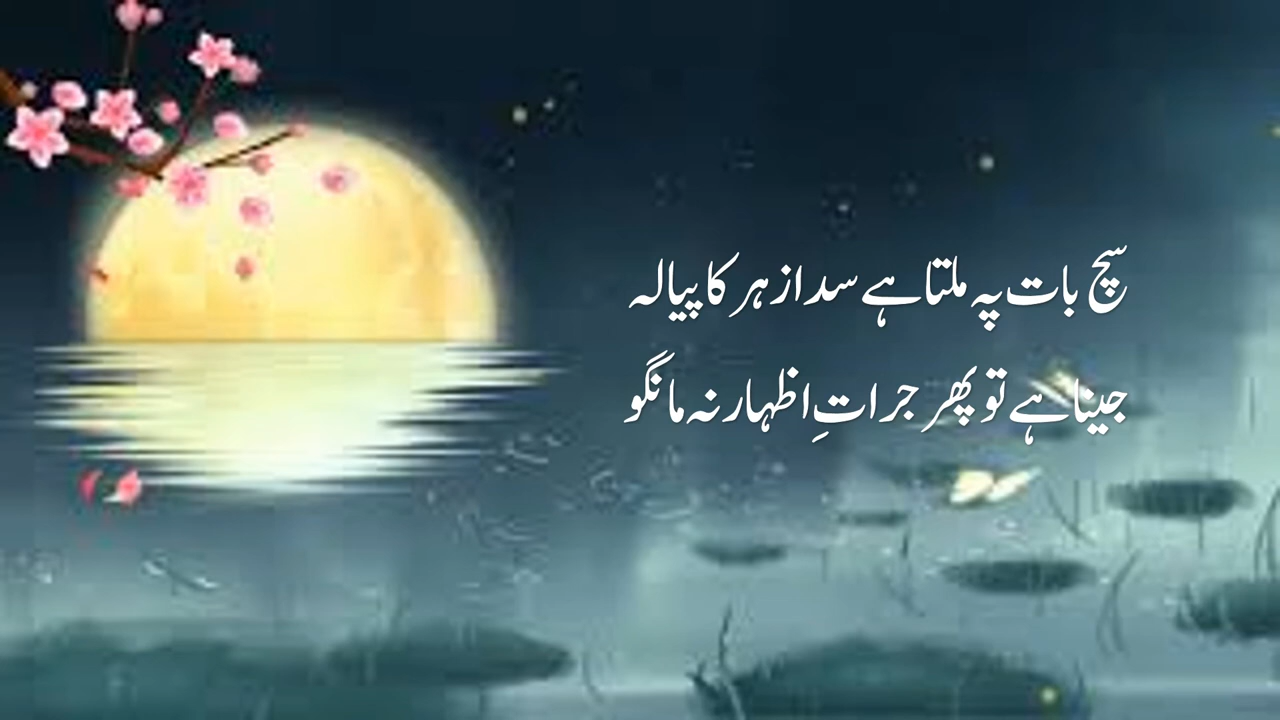 سچ بات پہ ملتا ہے سدا زہر کا پیالہ
جینا ہے تو پھر جراتِ اظہار نہ مانگو